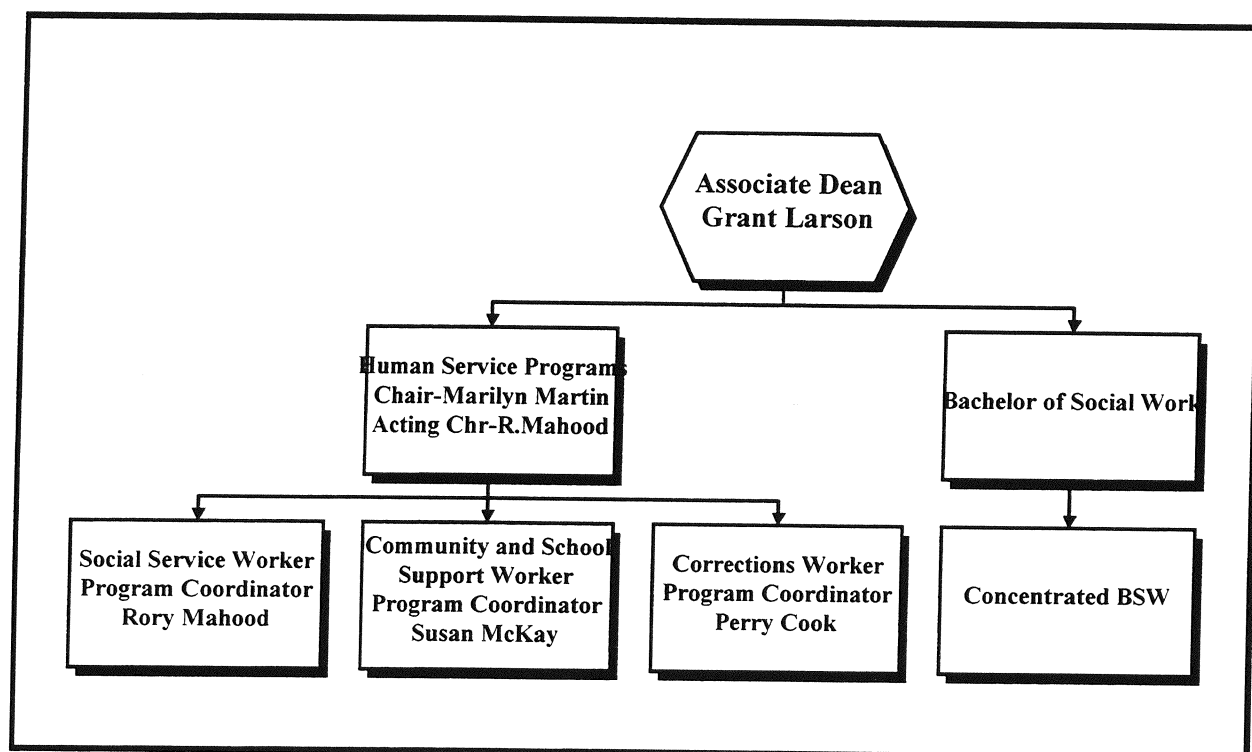 Associate Dean
Grant Larson
Human Service Programs
Chair-Marilyn Martin
Acting Chr-R.Mahood
Bachelor of Social Work
Social Service Worker
Program Coordinator
Rory Mahood
Community and School
Support Worker
Program Coordinator
Susan McKay
Corrections Worker
Program Coordinator
Perry Cook
Concentrated BSW